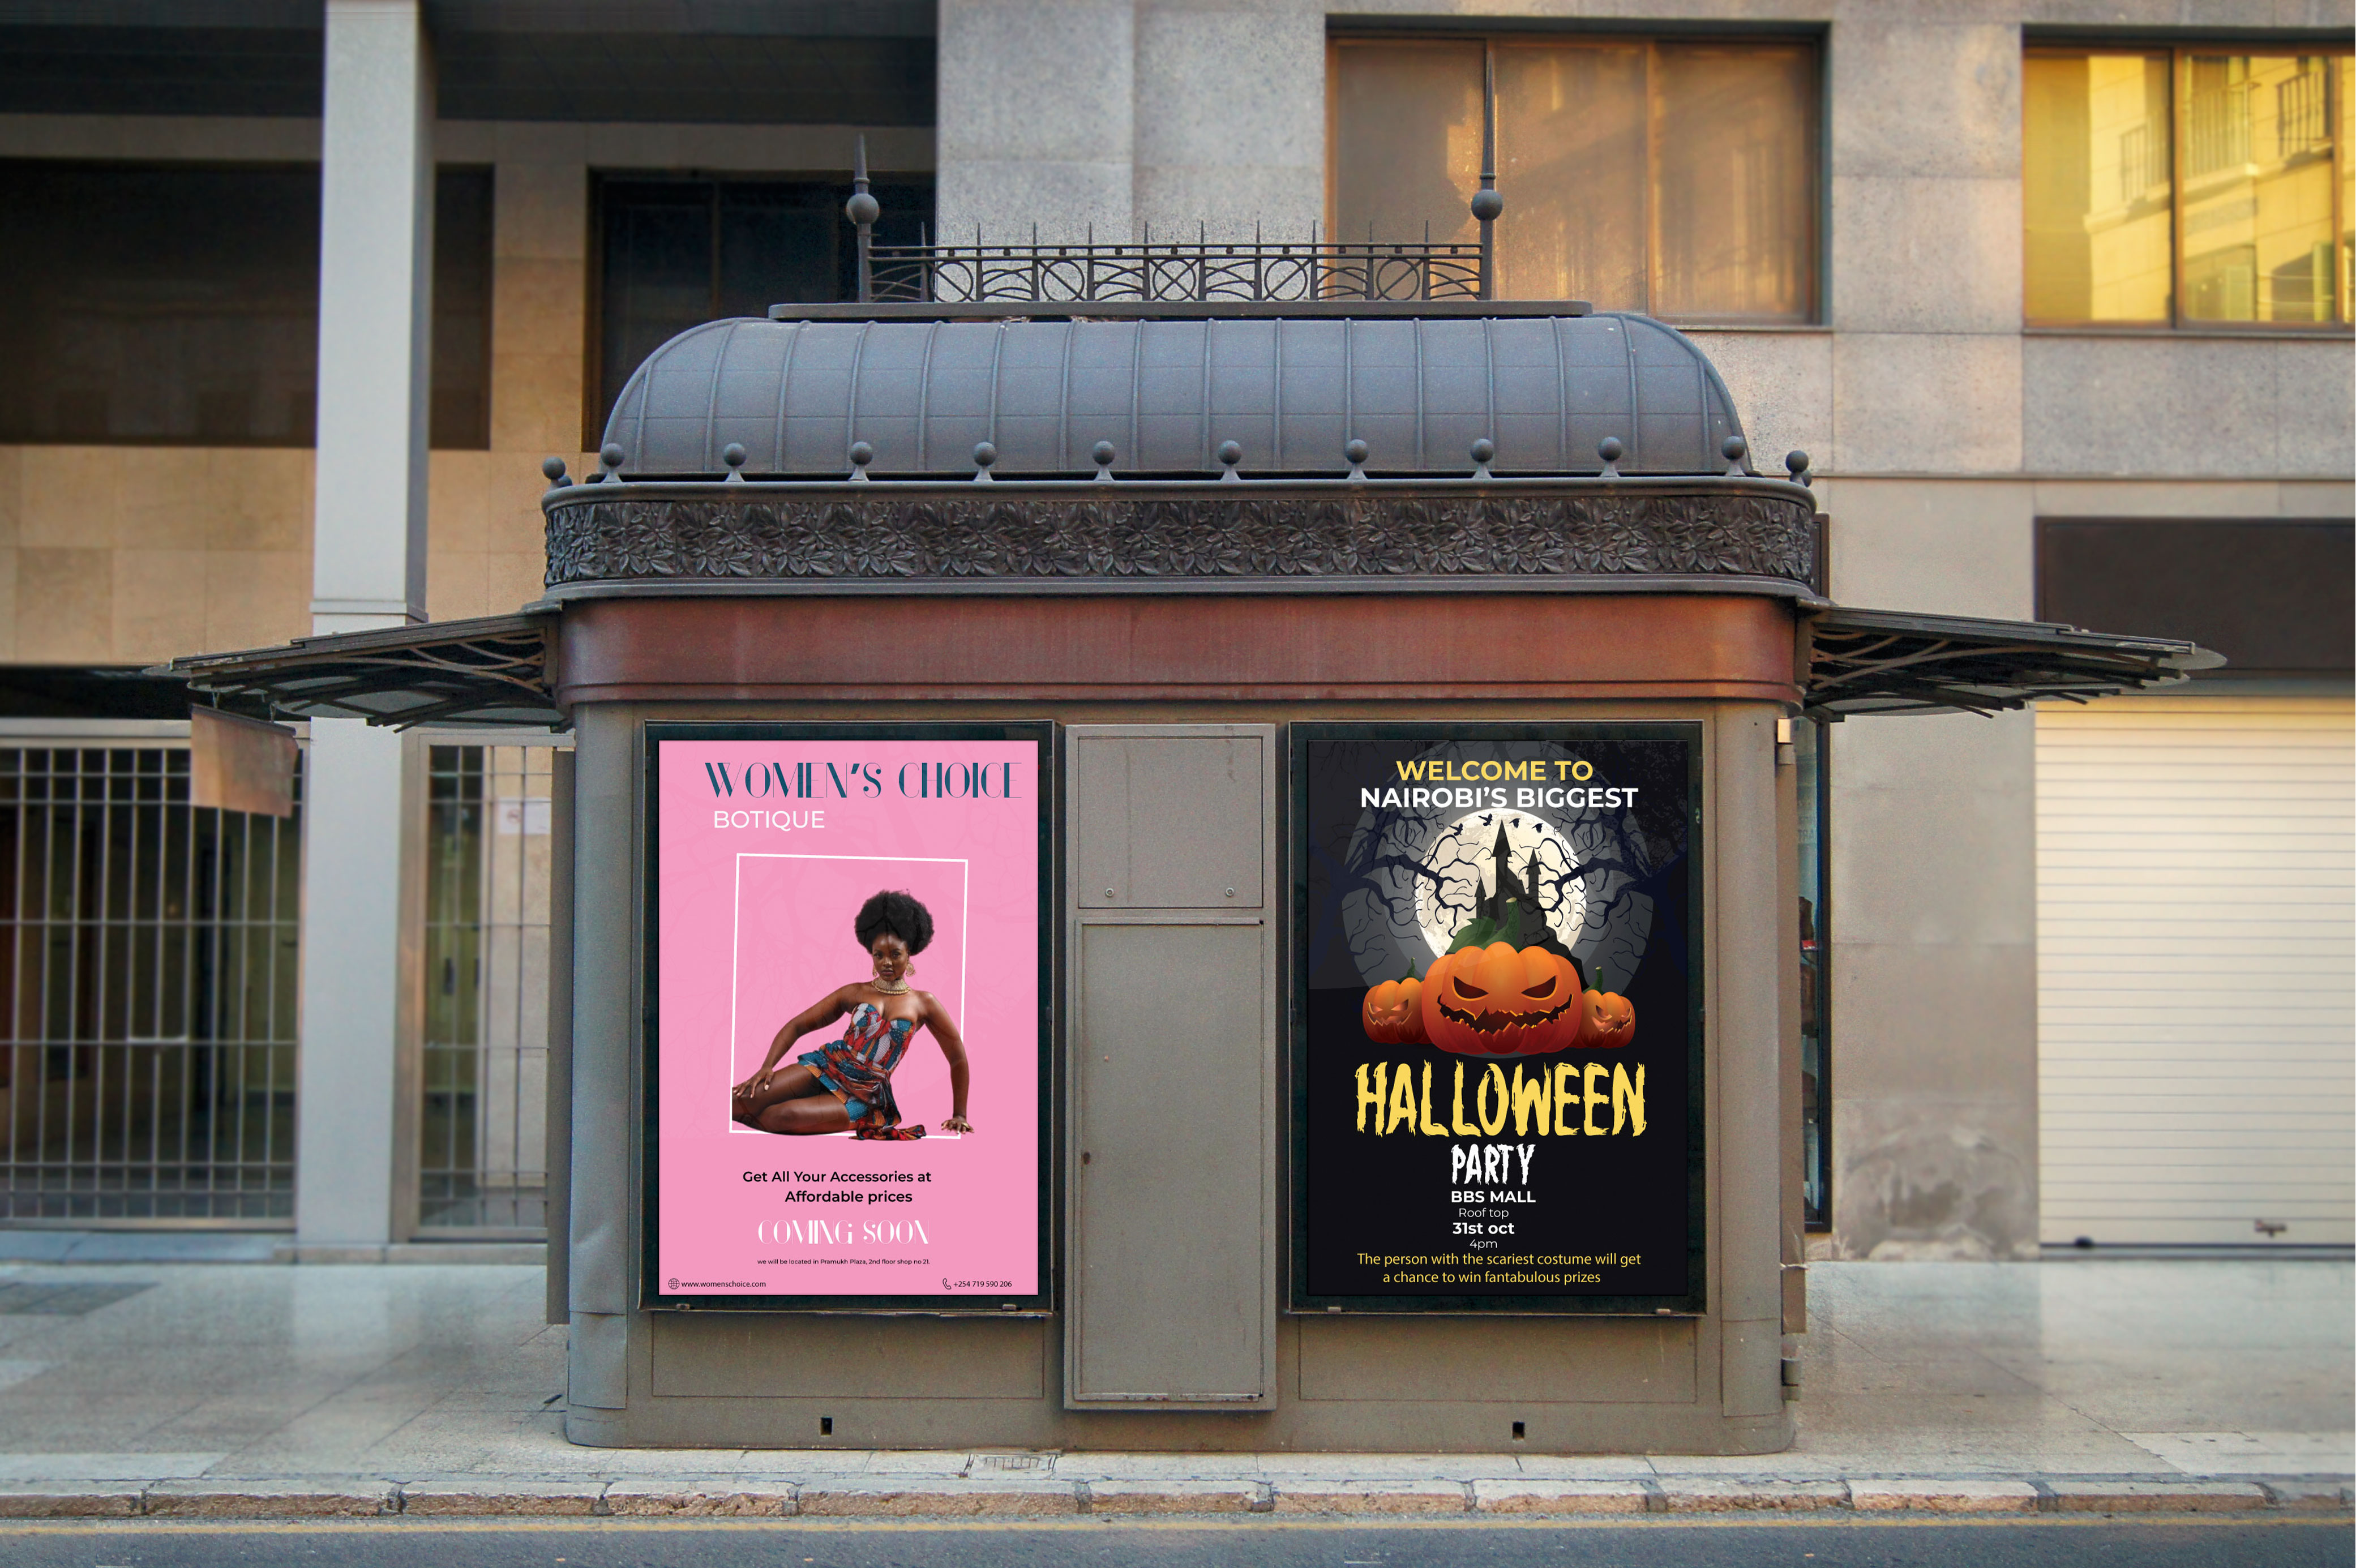 WOMEN'S CHOICE
BOTIQUE
Get All Your Accessories at
Affordable prices
COMING SOON
we will be located in Pramukh Plaza, 2nd floor shop no 21.
www.womenschoice.com
+254 719 590 206
WELCOME TO
NAIROBI'S BIGGEST
HALLOWEEN
PARTY
BBS MALL
Roof top
31st oct
4pm
The person with the scariest costume will get
a chance to win fantabulous prizes